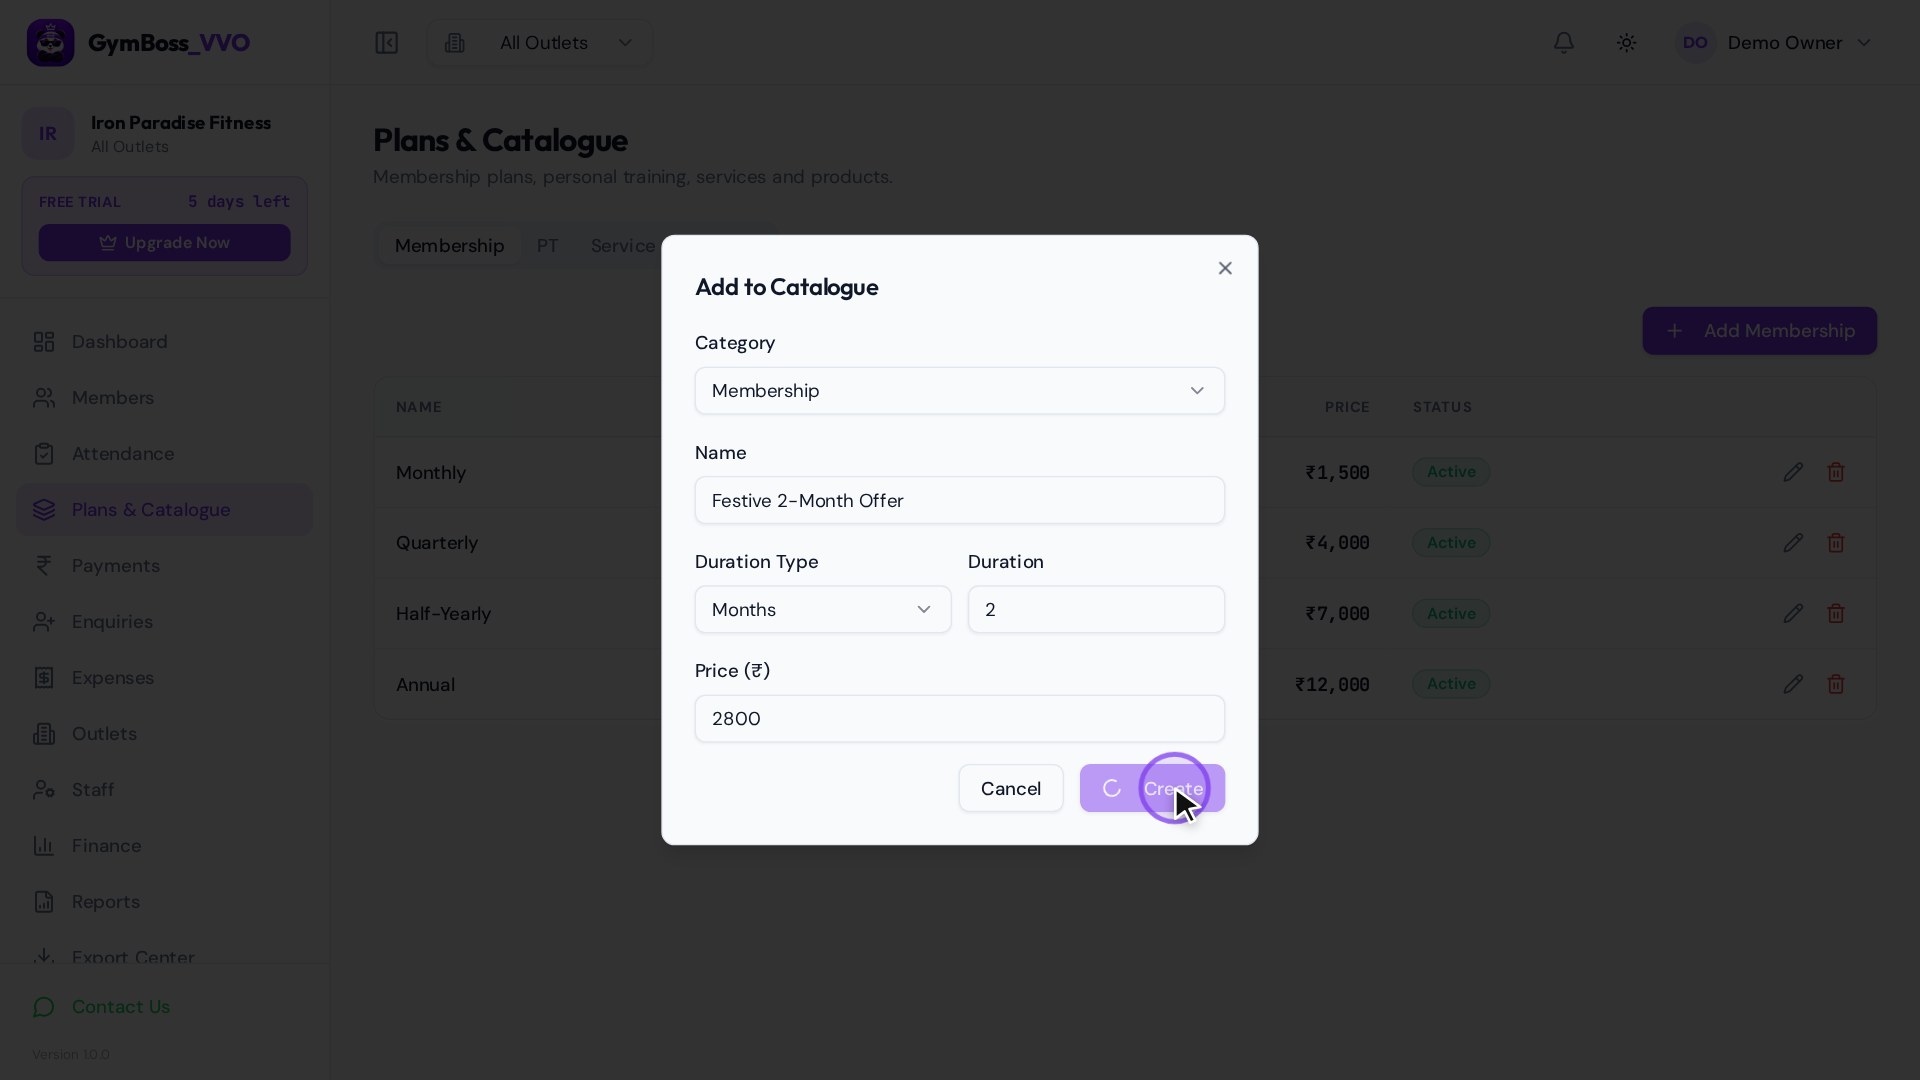 GymBoss_VVO
All Outlets
DO Demo Owner
IR
Iron Paradise Fitness
All Outlets
FREE TRIAL 5 days left
Upgrade Now
Dashboard
Members
Attendance
Plans & Catalogue
Payments
Enquiries
Expenses
Outlets
Staff
Finance
Reports
Export Center
Contact Us
Version 1.0.0
Plans & Catalogue
Membership plans, personal training, services and products.
Membership PT Service
+ Add Membership
NAME PRICE STATUS
Monthly ₹1,500 Active
Quarterly ₹4,000 Active
Half-Yearly ₹7,000 Active
Annual ₹12,000 Active
Add to Catalogue
Category
Membership
Name
Festive 2-Month Offer
Duration Type Duration
Months 2
Price (₹)
2800
Cancel Create